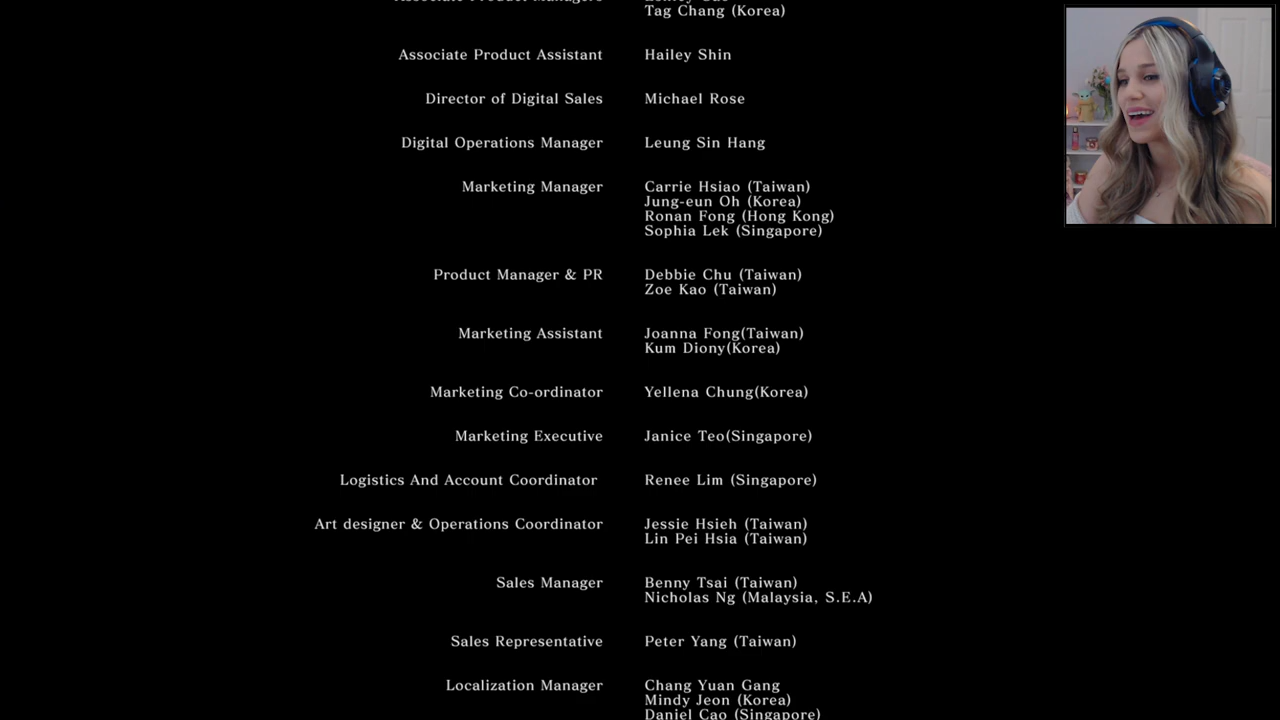 Tag Chang (Korea)
Associate Product Assistant Hailey Shin
Director of Digital Sales Michael Rose
Digital Operations Manager Leung Sin Hang
Marketing Manager Carrie Hsiao (Taiwan)
Jung-eun Oh (Korea)
Ronan Fong (Hong Kong)
Sophia Lek (Singapore)
Product Manager & PR Debbie Chu (Taiwan)
Zoe Kao (Taiwan)
Marketing Assistant Joanna Fong(Taiwan)
Kum Diony(Korea)
Marketing Co-ordinator Yellena Chung(Korea)
Marketing Executive Janice Teo(Singapore)
Logistics And Account Coordinator Renee Lim (Singapore)
Art designer & Operations Coordinator Jessie Hsieh (Taiwan)
Lin Pei Hsia (Taiwan)
Sales Manager Benny Tsai (Taiwan)
Nicholas Ng (Malaysia, S.E.A)
Sales Representative Peter Yang (Taiwan)
Localization Manager Chang Yuan Gang
Mindy Jeon (Korea)
Daniel Cao (Singapore)